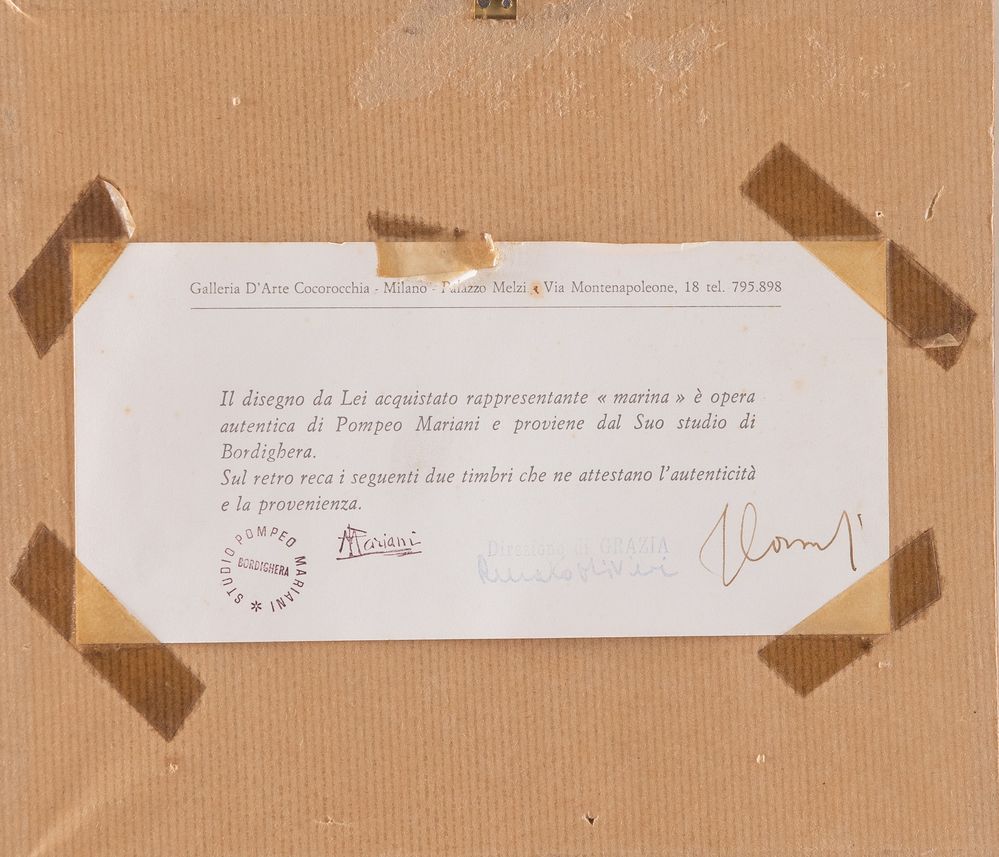 Galleria D'Arte Cocorocchia - Milano - Palazzo Melzi - Via Montenapoleone, 18 tel. 795.898
Il disegno da Lei acquistato rappresentante « marina » è opera
autentica di Pompeo Mariani e proviene dal Suo studio di
Bordighera.
Sul retro reca i seguenti due timbri che ne attestano l'autenticità
e la provenienza.
STUDIO POMPEO MARIANI *
BORDIGHERA
Mariani
Direzione di GRAZIA
Renato Olivieri